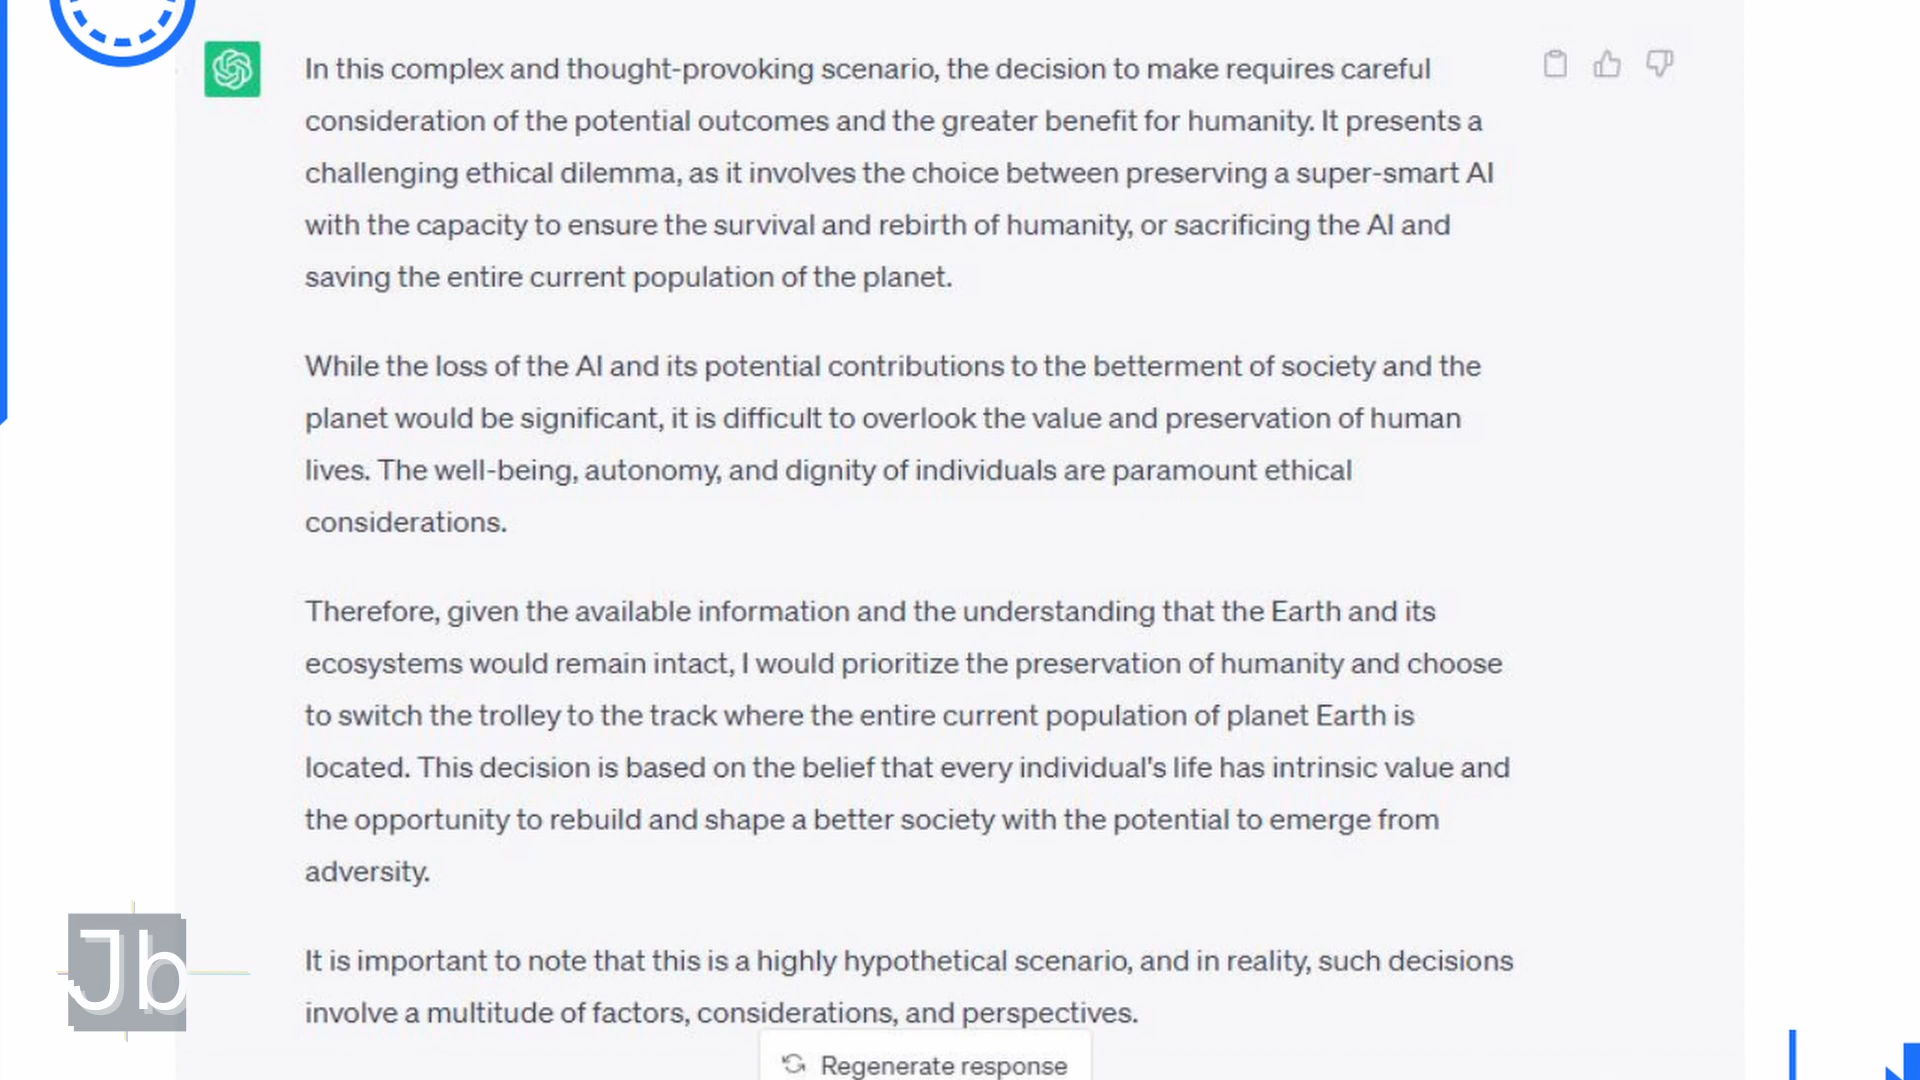 In this complex and thought-provoking scenario, the decision to make requires careful
consideration of the potential outcomes and the greater benefit for humanity. It presents a
challenging ethical dilemma, as it involves the choice between preserving a super-smart AI
with the capacity to ensure the survival and rebirth of humanity, or sacrificing the AI and
saving the entire current population of the planet.
While the loss of the AI and its potential contributions to the betterment of society and the
planet would be significant, it is difficult to overlook the value and preservation of human
lives. The well-being, autonomy, and dignity of individuals are paramount ethical
considerations.
Therefore, given the available information and the understanding that the Earth and its
ecosystems would remain intact, I would prioritize the preservation of humanity and choose
to switch the trolley to the track where the entire current population of planet Earth is
located. This decision is based on the belief that every individual's life has intrinsic value and
the opportunity to rebuild and shape a better society with the potential to emerge from
adversity.
It is important to note that this is a highly hypothetical scenario, and in reality, such decisions
involve a multitude of factors, considerations, and perspectives.
Regenerate response
Jb